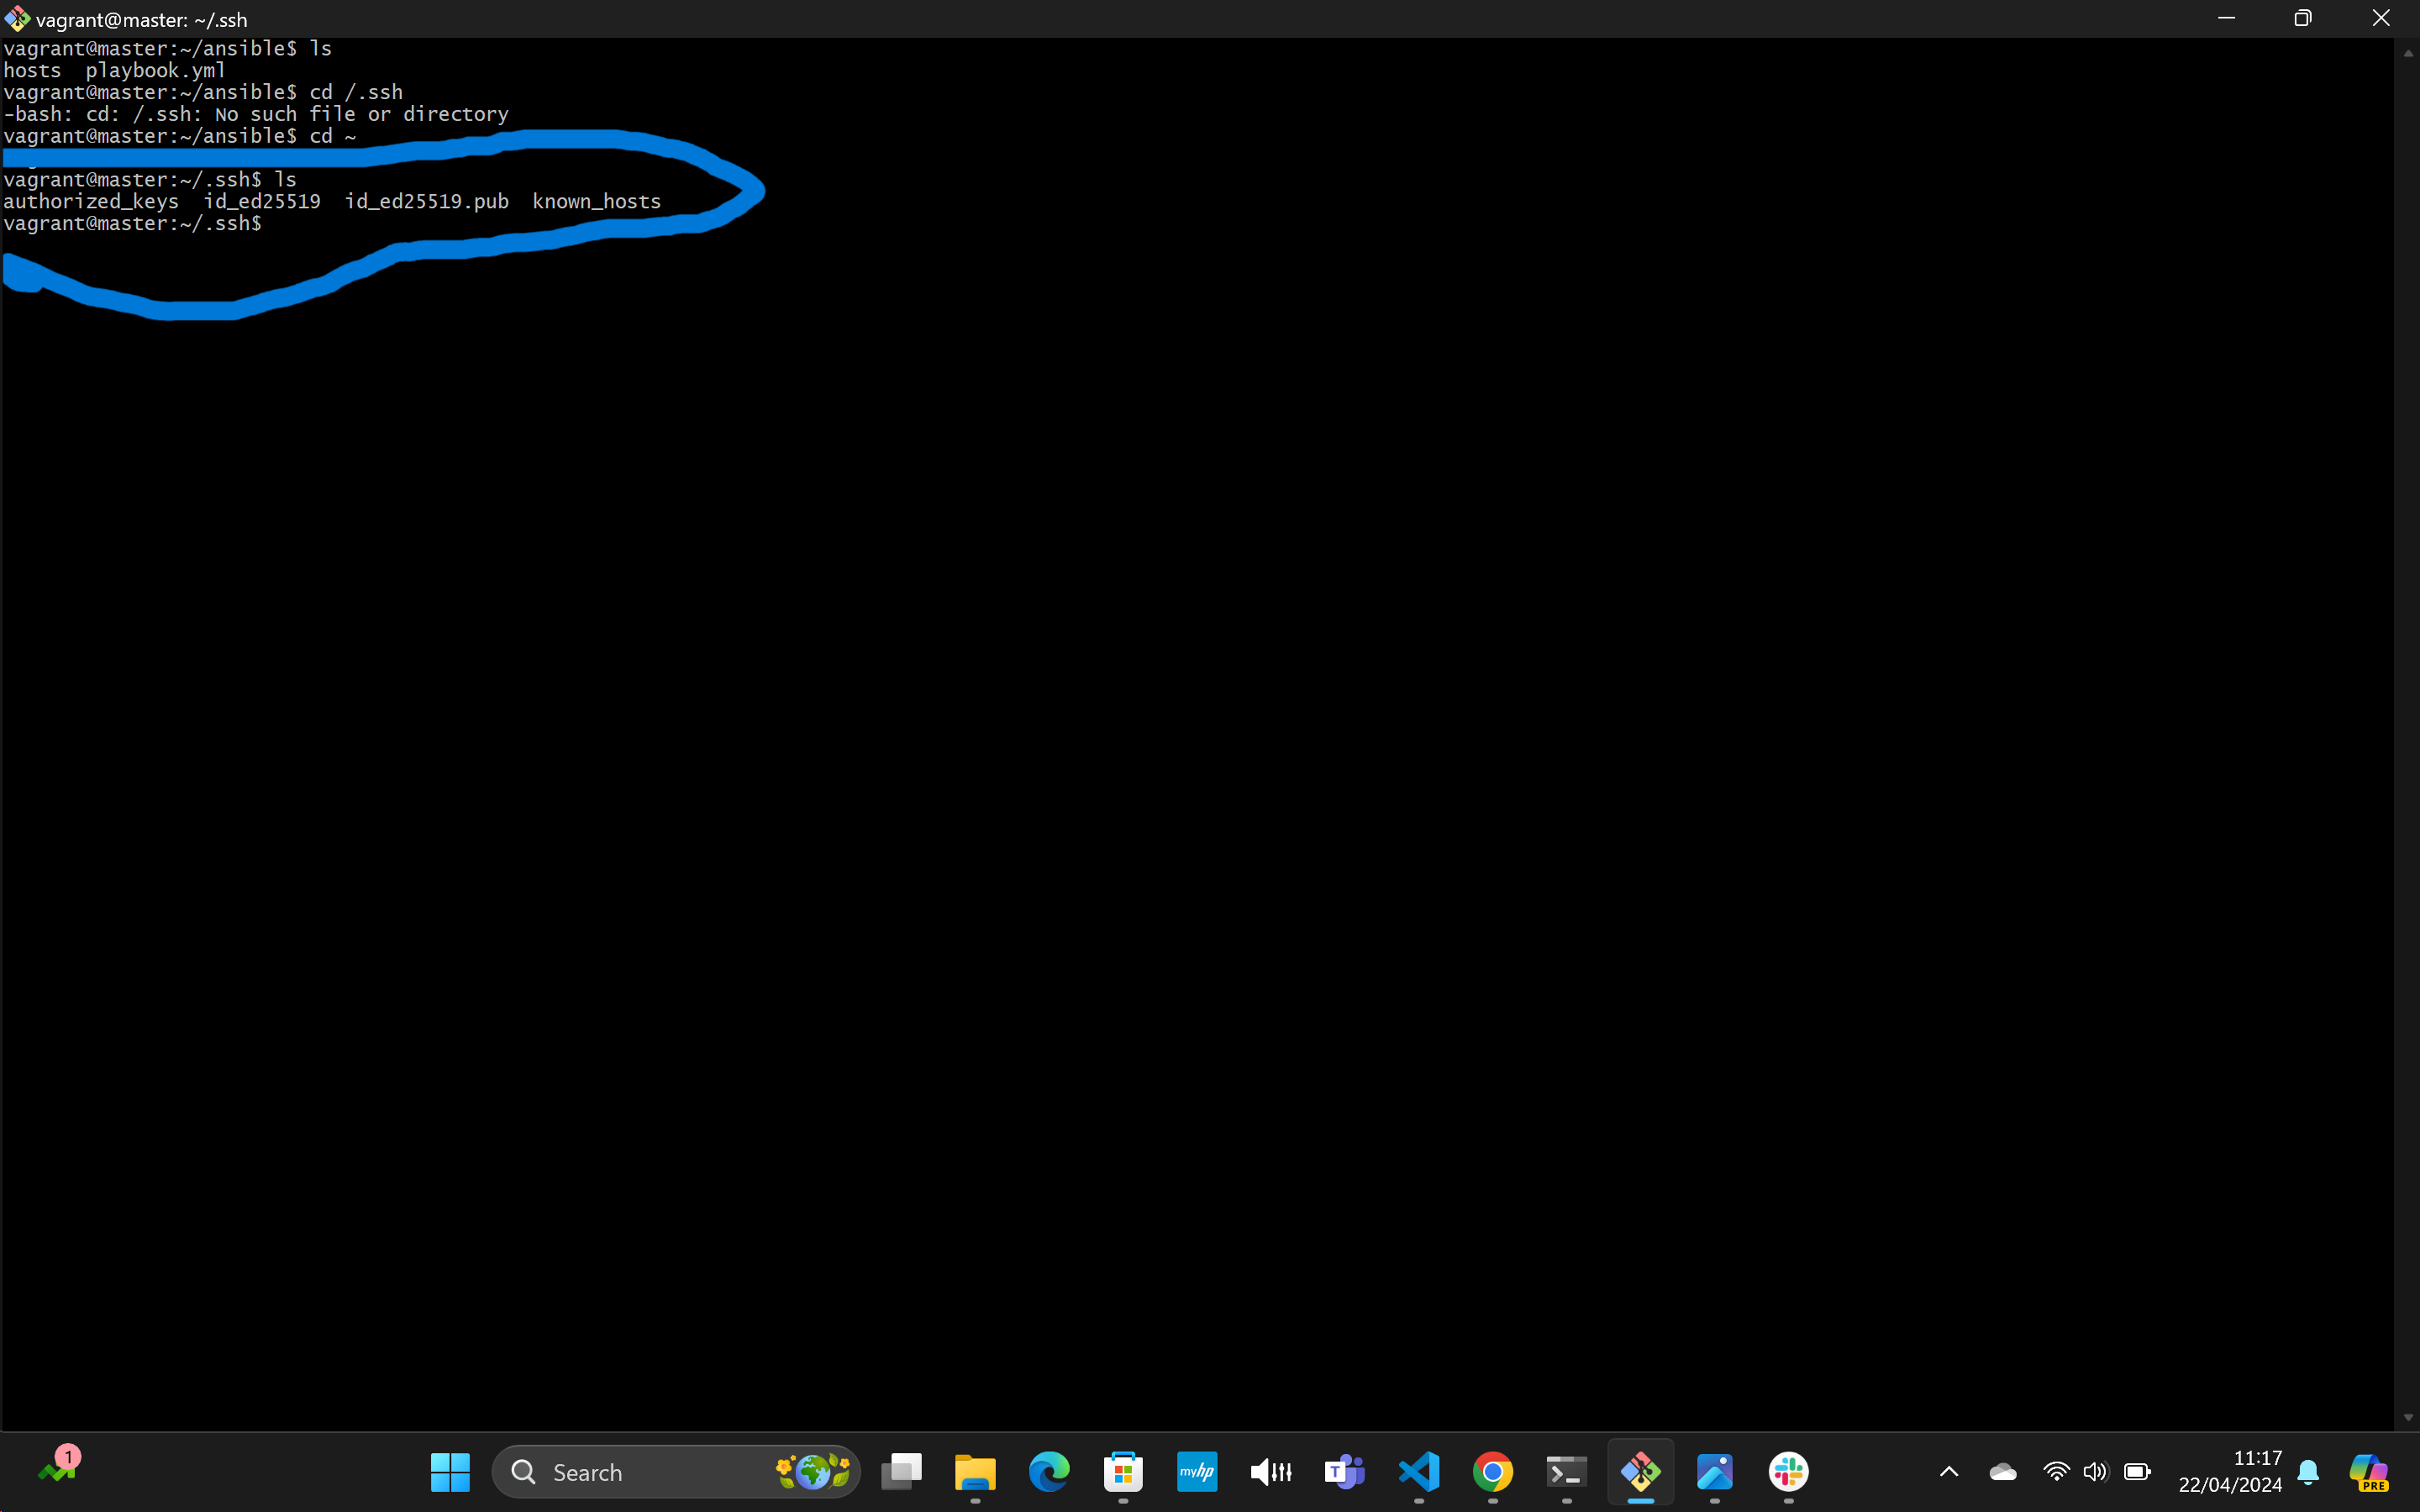 vagrant@master: ~/.ssh
vagrant@master:~/ansible$ ls
hosts  playbook.yml
vagrant@master:~/ansible$ cd /.ssh
-bash: cd: /.ssh: No such file or directory
vagrant@master:~/ansible$ cd ~
vagrant@master:~/.ssh$ ls
authorized_keys  id_ed25519  id_ed25519.pub  known_hosts
vagrant@master:~/.ssh$
1
Search
myhp
T
11:17
22/04/2024
PRE